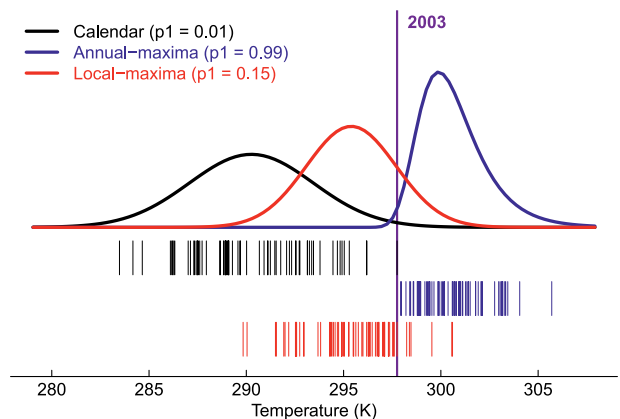 2003
Calendar (p1 = 0.01)
Annual−maxima (p1 = 0.99)
Local−maxima (p1 = 0.15)
280 285 290 295 300 305
Temperature (K)